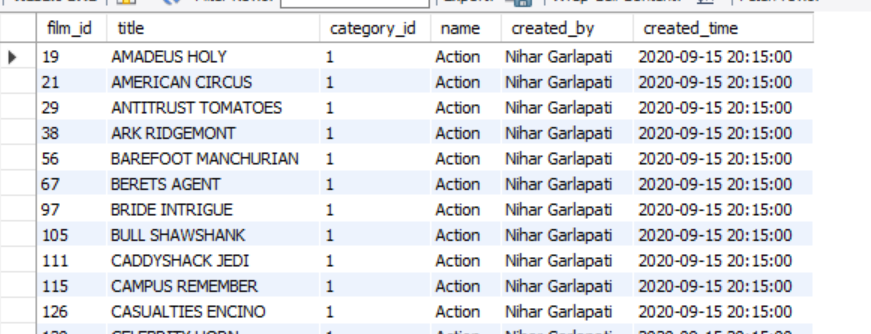 film_id title category_id name created_by created_time
19 AMADEUS HOLY 1 Action Nihar Garlapati 2020-09-15 20:15:00
21 AMERICAN CIRCUS 1 Action Nihar Garlapati 2020-09-15 20:15:00
29 ANTITRUST TOMATOES 1 Action Nihar Garlapati 2020-09-15 20:15:00
38 ARK RIDGEMONT 1 Action Nihar Garlapati 2020-09-15 20:15:00
56 BAREFOOT MANCHURIAN 1 Action Nihar Garlapati 2020-09-15 20:15:00
67 BERETS AGENT 1 Action Nihar Garlapati 2020-09-15 20:15:00
97 BRIDE INTRIGUE 1 Action Nihar Garlapati 2020-09-15 20:15:00
105 BULL SHAWSHANK 1 Action Nihar Garlapati 2020-09-15 20:15:00
111 CADDYSHACK JEDI 1 Action Nihar Garlapati 2020-09-15 20:15:00
115 CAMPUS REMEMBER 1 Action Nihar Garlapati 2020-09-15 20:15:00
126 CASUALTIES ENCINO 1 Action Nihar Garlapati 2020-09-15 20:15:00